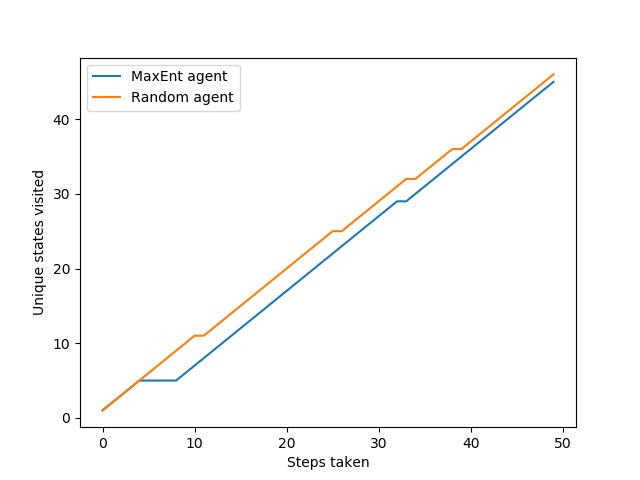 MaxEnt agent
Random agent
Unique states visited
40
30
20
10
0
0 10 20 30 40 50
Steps taken